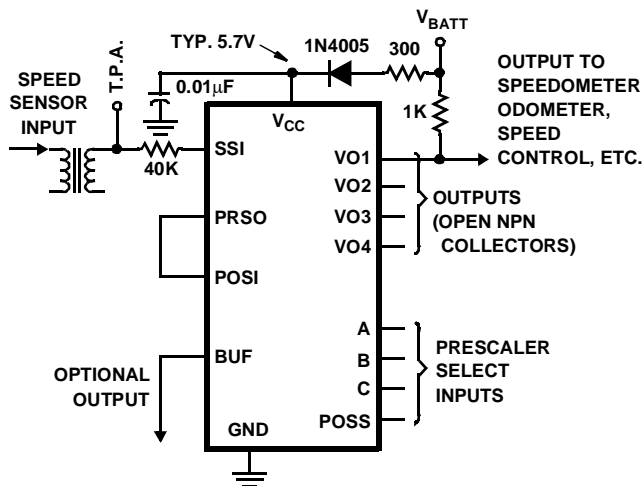 V_BATT
TYP. 5.7V
1N4005
300
T.P.A.
SPEED
SENSOR
INPUT
0.01µF
1K
OUTPUT TO
SPEEDOMETER
ODOMETER,
SPEED
CONTROL, ETC.
V_CC
40K
SSI
PRSO
POSI
BUF
GND
VO1
VO2
VO3
VO4
OUTPUTS
(OPEN NPN
COLLECTORS)
A
B
C
POSS
PRESCALER
SELECT
INPUTS
OPTIONAL
OUTPUT